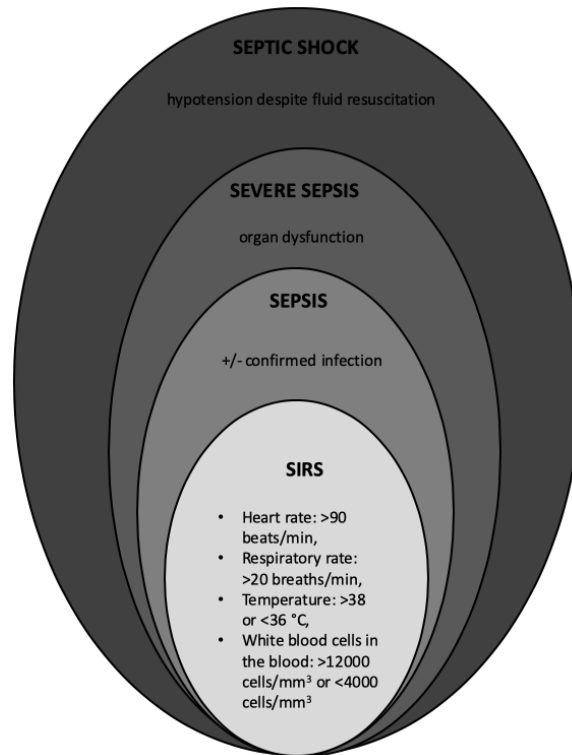 SEPTIC SHOCK
hypotension despite fluid resuscitation
SEVERE SEPSIS
organ dysfunction
SEPSIS
+/- confirmed infection
SIRS
• Heart rate: >90
beats/min,
• Respiratory rate:
>20 breaths/min,
• Temperature: >38
or <36 °C,
• White blood cells in
the blood: >12000
cells/mm³ or <4000
cells/mm³